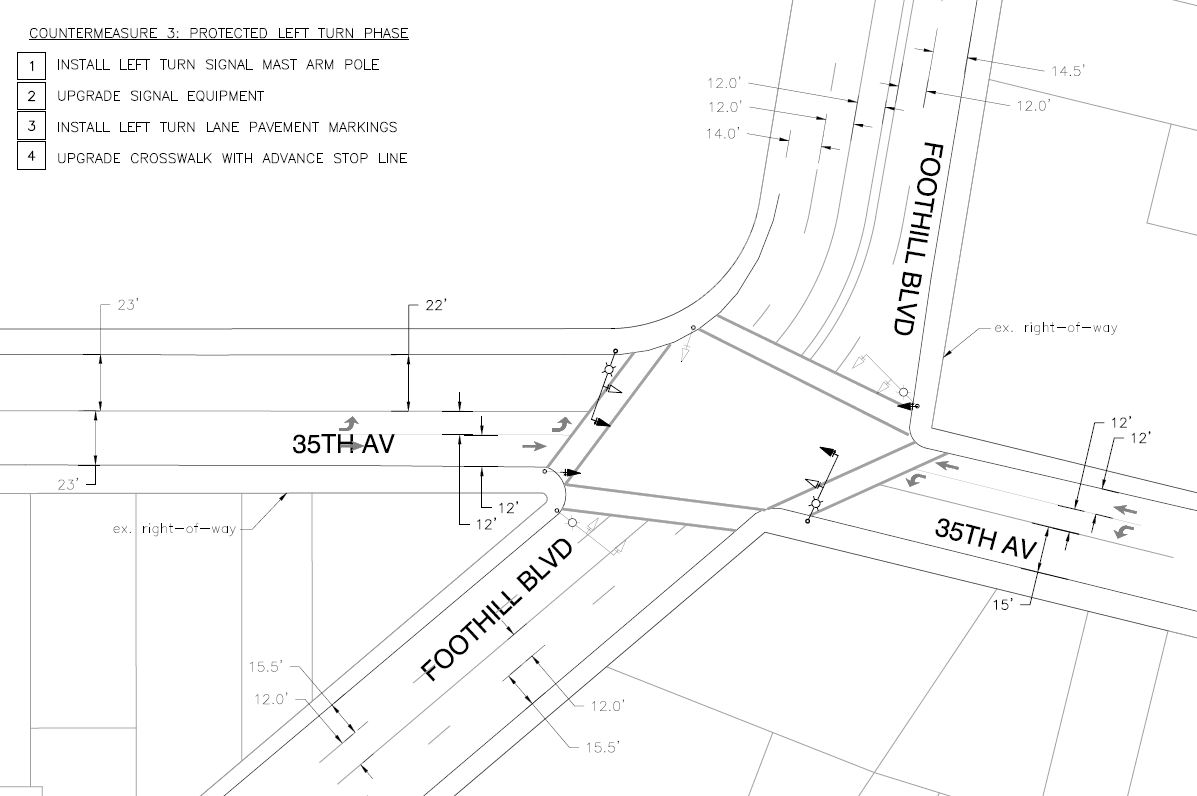 COUNTERMEASURE 3: PROTECTED LEFT TURN PHASE
1 INSTALL LEFT TURN SIGNAL MAST ARM POLE
2 UPGRADE SIGNAL EQUIPMENT
3 INSTALL LEFT TURN LANE PAVEMENT MARKINGS
4 UPGRADE CROSSWALK WITH ADVANCE STOP LINE
14.5'
12.0'
12.0'
12.0'
14.0'
FOOTHILL BLVD
23'
22'
ex. right-of-way
35TH AV
12'
12'
23'
12'
12'
ex. right-of-way
35TH AV
15'
FOOTHILL BLVD
15.5'
12.0'
12.0'
15.5'